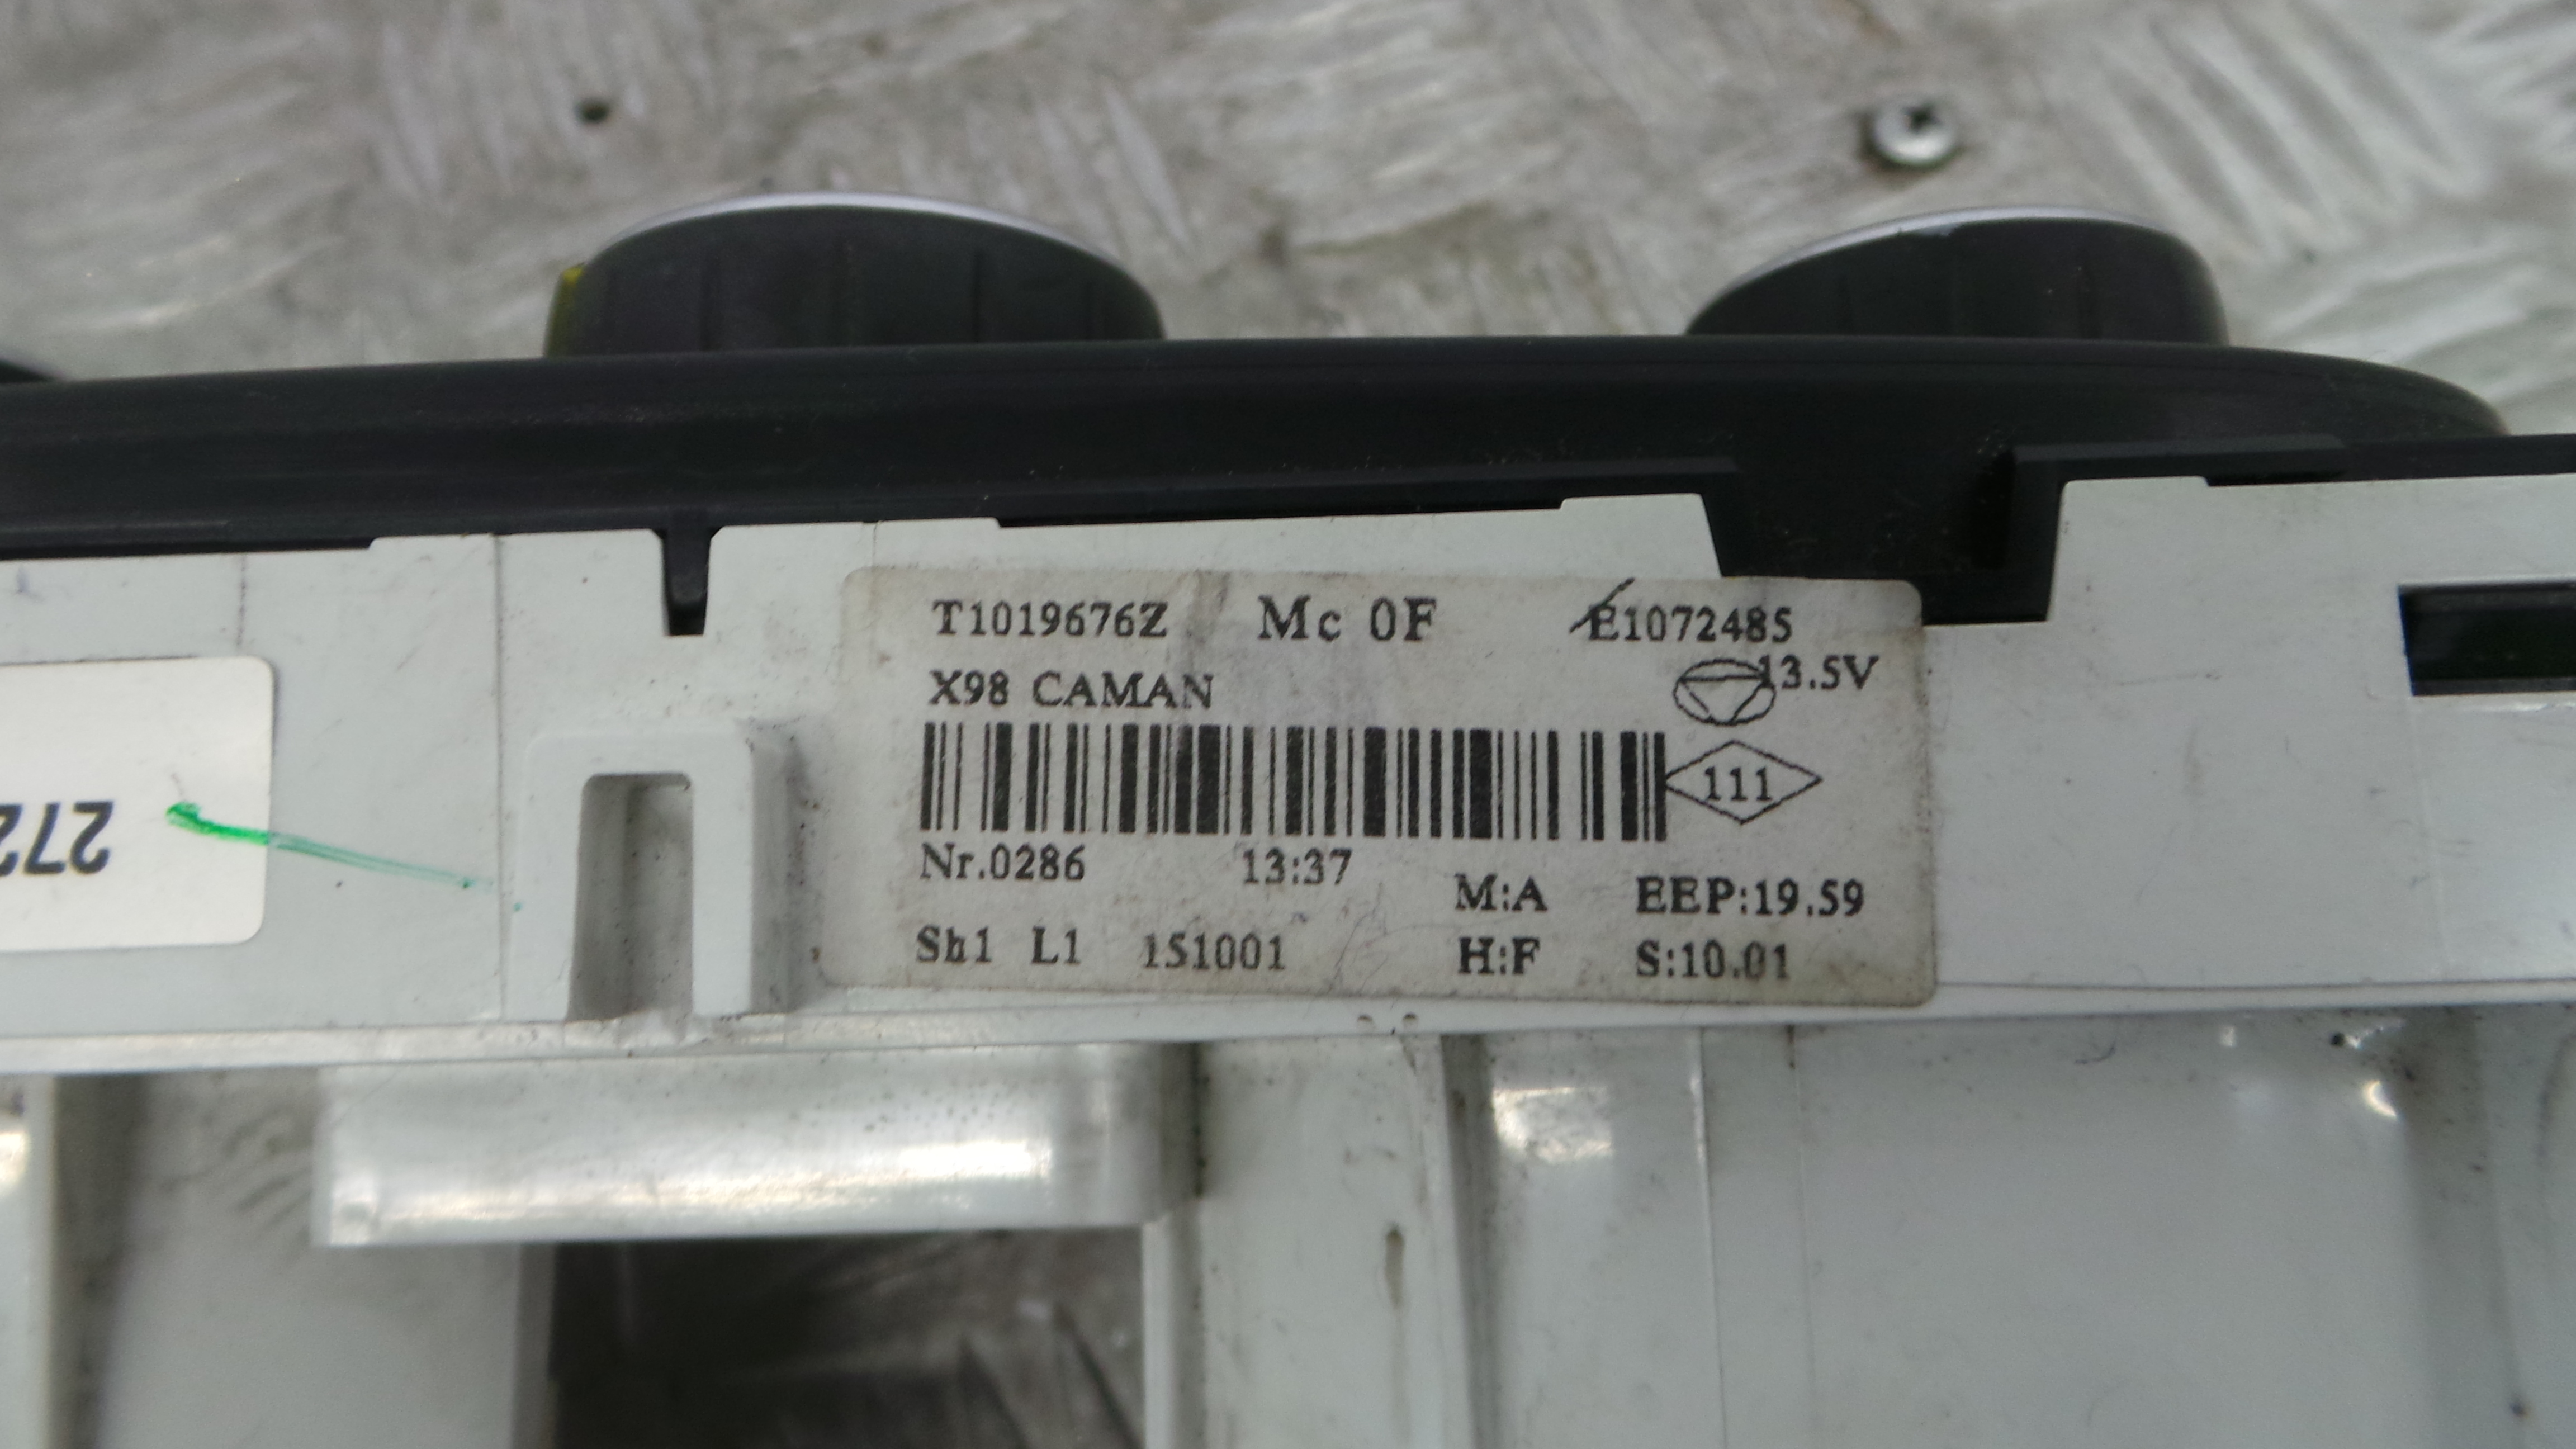 T1019676Z Mc 0F E1072485
X98 CAMAN 13.5V
111
Nr.0286 13:37 M:A EEP:19.59
Sh1 L1 151001 H:F S:10.01